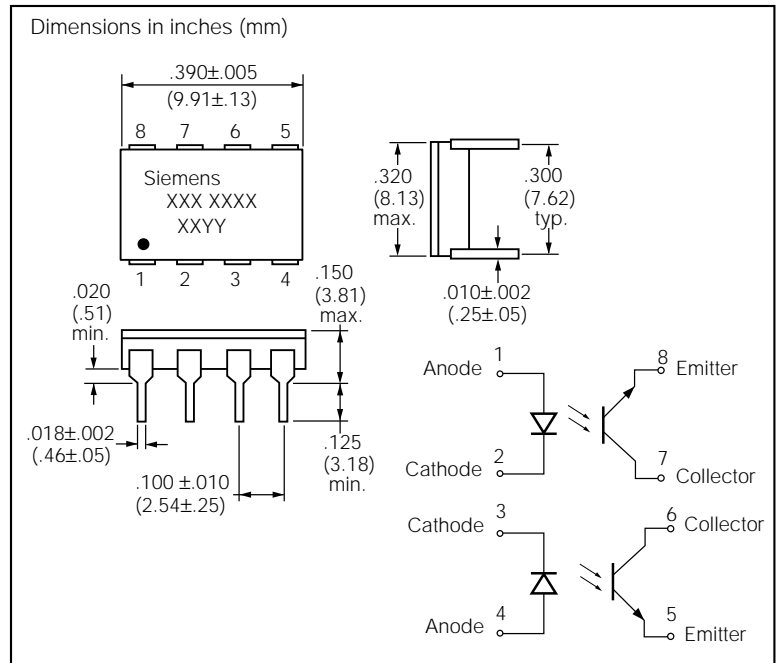 Dimensions in inches (mm)
.390±.005
(9.91±.13)
8 7 6 5
Siemens
XXX XXXX
XXYY
1 2 3 4
.320
(8.13)
max.
.300
(7.62)
typ.
.010±.002
(.25±.05)
.020
(.51)
min.
.150
(3.81)
max.
.018±.002
(.46±.05)
.100 ±.010
(2.54±.25)
.125
(3.18)
min.
Anode 1
8 Emitter
Cathode 2
7 Collector
Cathode 3
6 Collector
Anode 4
5 Emitter